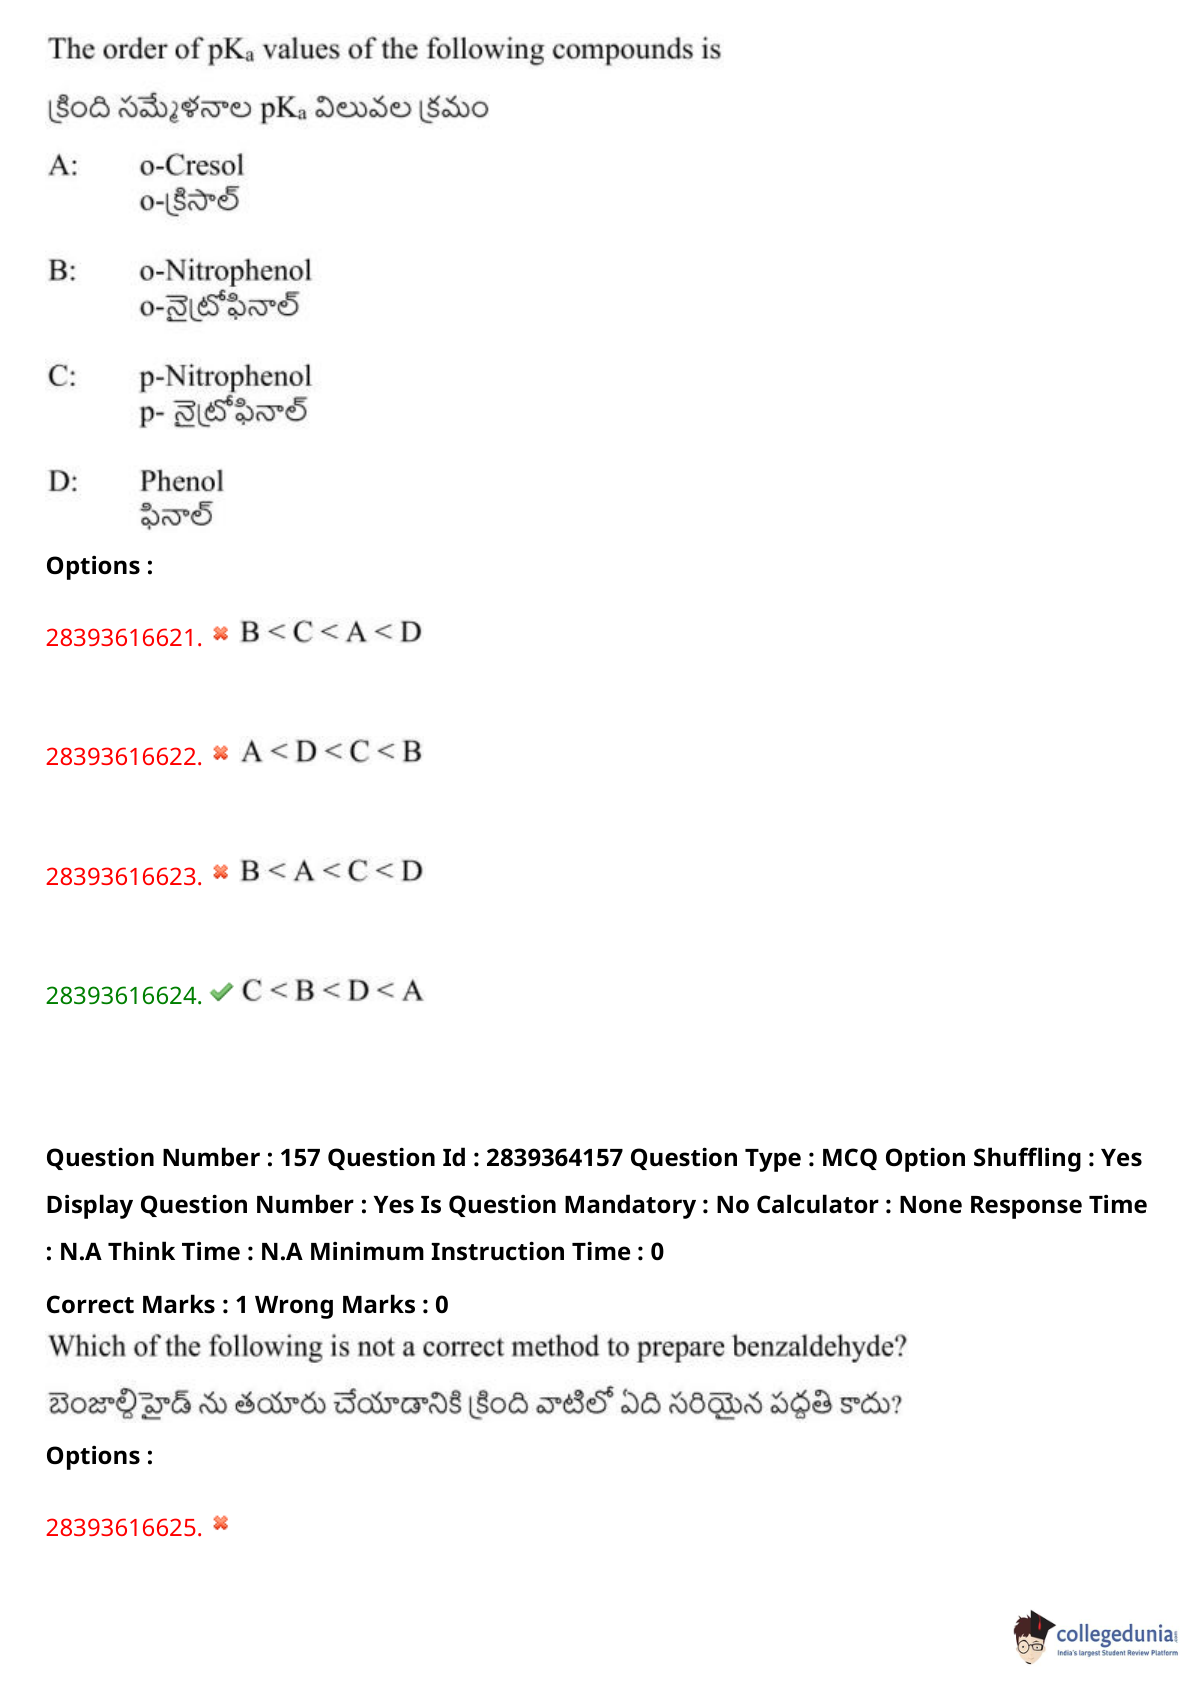 The order of pKₐ values of the following compounds is
క్రింది సమ్మేళనాల pKₐ విలువల క్రమం
A: o-Cresol
o-క్రిసాల్
B: o-Nitrophenol
o-నైట్రోఫినాల్
C: p-Nitrophenol
p- నైట్రోఫినాల్
D: Phenol
ఫినాల్
Options :
28393616621. B < C < A < D
28393616622. A < D < C < B
28393616623. B < A < C < D
28393616624. C < B < D < A
Question Number : 157 Question Id : 2839364157 Question Type : MCQ Option Shuffling : Yes
Display Question Number : Yes Is Question Mandatory : No Calculator : None Response Time
: N.A Think Time : N.A Minimum Instruction Time : 0
Correct Marks : 1 Wrong Marks : 0
Which of the following is not a correct method to prepare benzaldehyde?
బెంజాల్డిహైడ్ ను తయారు చేయాడానికి క్రింది వాటిలో ఏది సరియైన పద్ధతి కాదు?
Options :
28393616625.
collegedunia
India's largest Student Review Platform